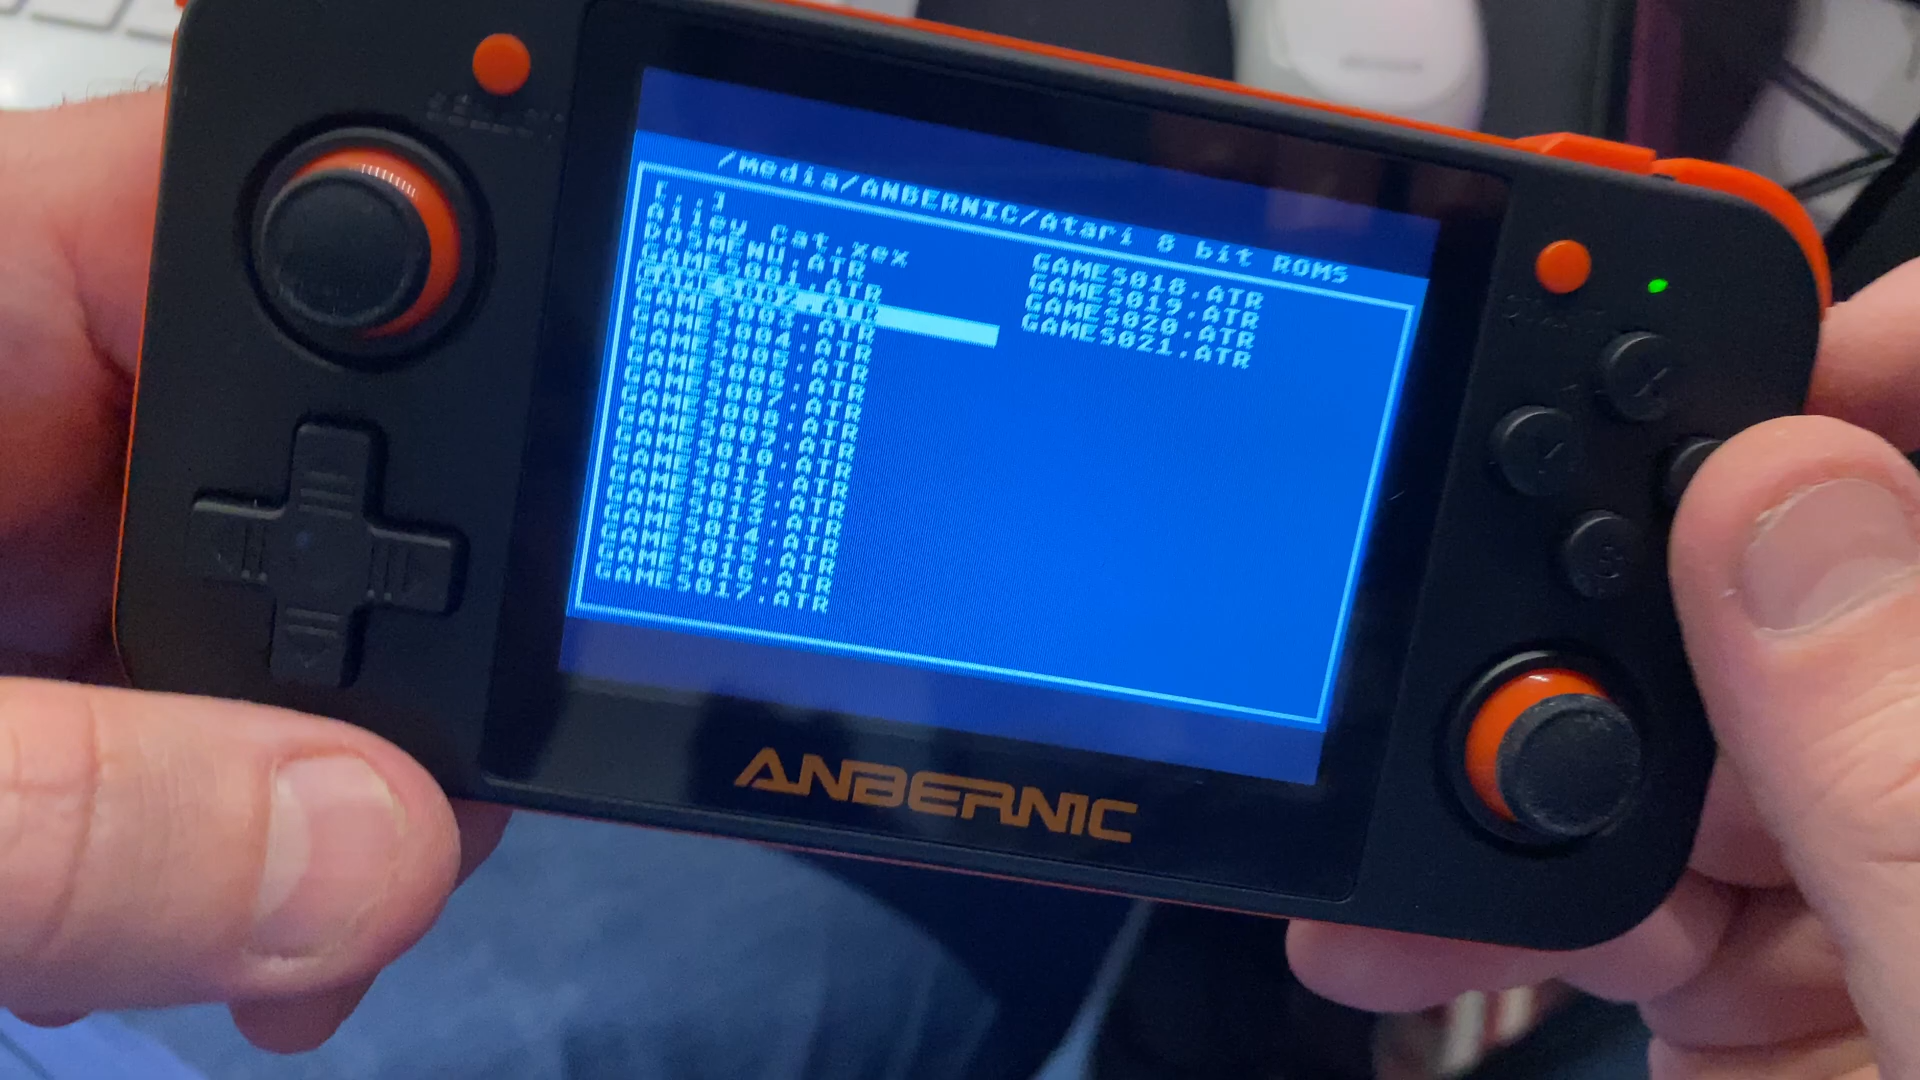 /media/ANBERNIC/Atari 8 bit ROMS
[..]
Alley Cat.xex
DOSMENU.ATR
GAMES001.ATR
GAMES002.ATR
GAMES003.ATR
GAMES004.ATR
GAMES005.ATR
GAMES006.ATR
GAMES007.ATR
GAMES008.ATR
GAMES009.ATR
GAMES010.ATR
GAMES011.ATR
GAMES012.ATR
GAMES013.ATR
GAMES014.ATR
GAMES015.ATR
GAMES016.ATR
GAMES017.ATR
GAMES018.ATR
GAMES019.ATR
GAMES020.ATR
GAMES021.ATR
ANBERNIC